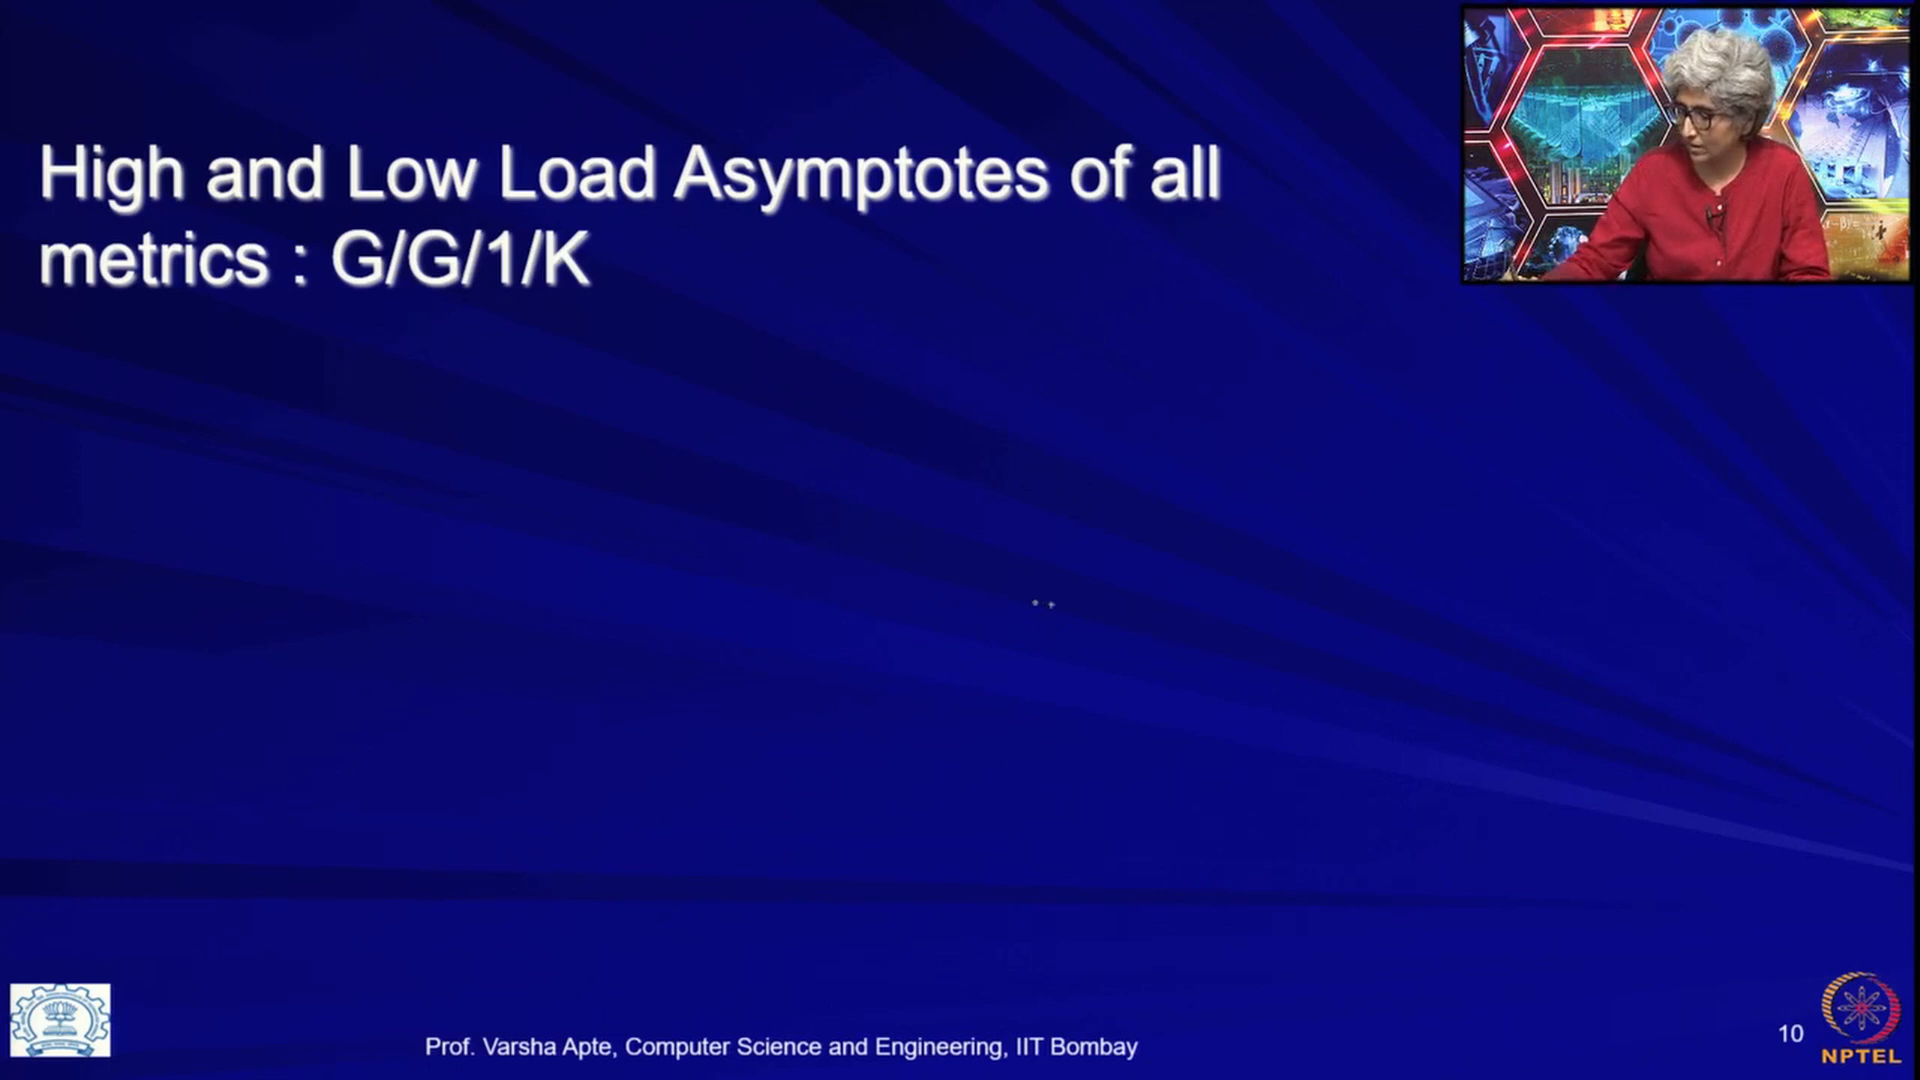 High and Low Load Asymptotes of all
metrics : G/G/1/K
Prof. Varsha Apte, Computer Science and Engineering, IIT Bombay
10
NPTEL